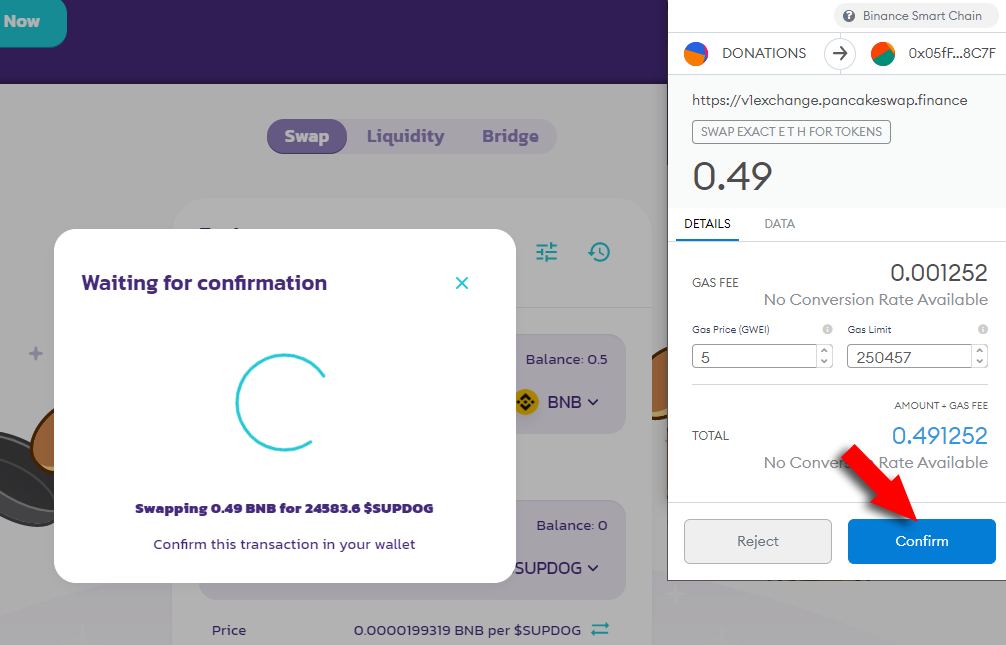 Now
Swap
Liquidity
Bridge
Waiting for confirmation
Balance: 0.5
BNB
Swapping 0.49 BNB for 24583.6 $SUPDOG
Confirm this transaction in your wallet
Balance: 0
SUPDOG
Price
0.0000199319 BNB per $SUPDOG
Binance Smart Chain
DONATIONS
0x05fF...8C7F
https://v1exchange.pancakeswap.finance
SWAP EXACT E T H FOR TOKENS
0.49
DETAILS
DATA
GAS FEE
0.001252
No Conversion Rate Available
Gas Price (GWEI)
Gas Limit
5
250457
AMOUNT + GAS FEE
TOTAL
0.491252
No Rate Available
Reject
Confirm